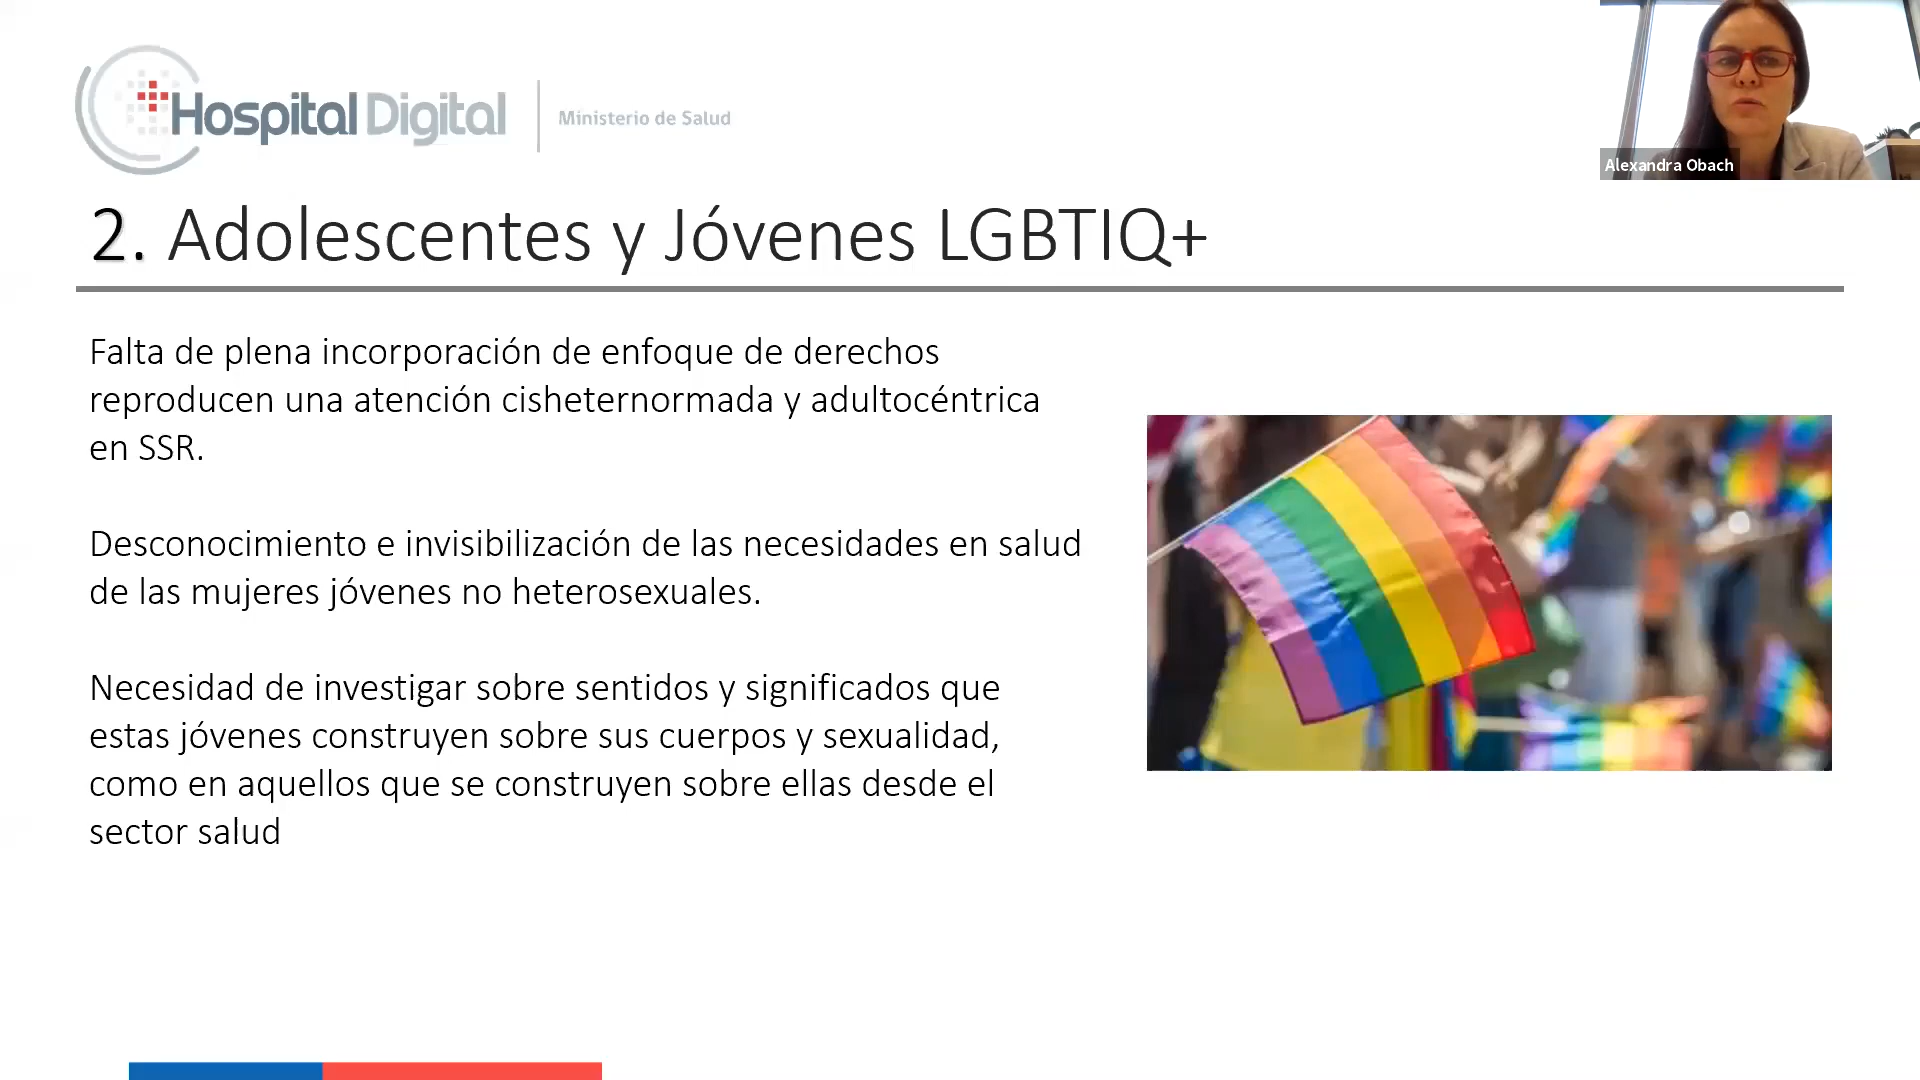 Hospital Digital
Ministerio de Salud
Alexandra Obach
2. Adolescentes y Jóvenes LGBTIQ+
Falta de plena incorporación de enfoque de derechos
reproducen una atención cisheternormada y adultocéntrica
en SSR.
Desconocimiento e invisibilización de las necesidades en salud
de las mujeres jóvenes no heterosexuales.
Necesidad de investigar sobre sentidos y significados que
estas jóvenes construyen sobre sus cuerpos y sexualidad,
como en aquellos que se construyen sobre ellas desde el
sector salud